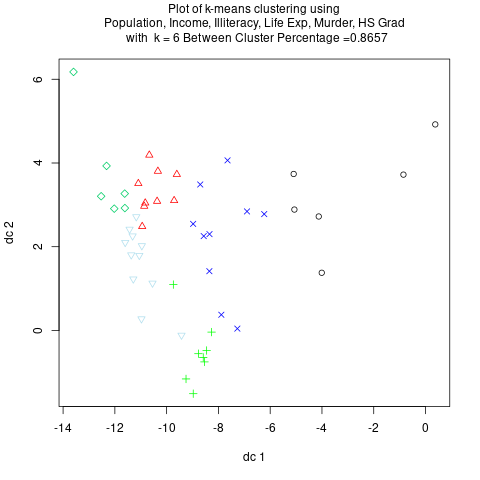 Plot of k-means clustering using
Population, Income, Illiteracy, Life Exp, Murder, HS Grad
with k = 6 Between Cluster Percentage =0.8657
6
4
2
0
dc 2
-14 -12 -10 -8 -6 -4 -2 0
dc 1